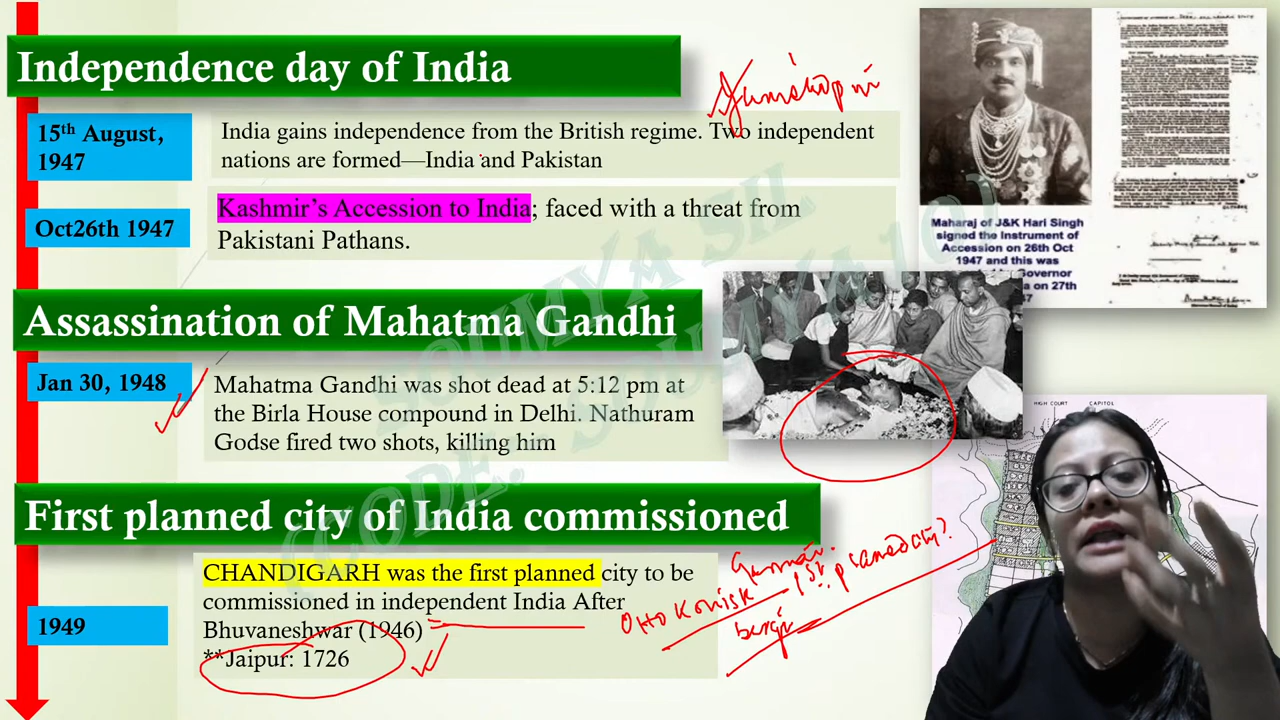 Independence day of India
15th August,
1947
India gains independence from the British regime. Two independent
nations are formed—India and Pakistan
Oct26th 1947
Kashmir's Accession to India; faced with a threat from
Pakistani Pathans.
Maharaj of J&K Hari Singh
signed the Instrument of
Accession on 26th Oct
1947 and this was
Governor
on 27th
Assassination of Mahatma Gandhi
Jan 30, 1948
Mahatma Gandhi was shot dead at 5:12 pm at
the Birla House compound in Delhi. Nathuram
Godse fired two shots, killing him
HIGH COURT CAPITOL
First planned city of India commissioned
1949
CHANDIGARH was the first planned city to be
commissioned in independent India After
Bhuvaneshwar (1946)
**Jaipur: 1726
1st planned city?